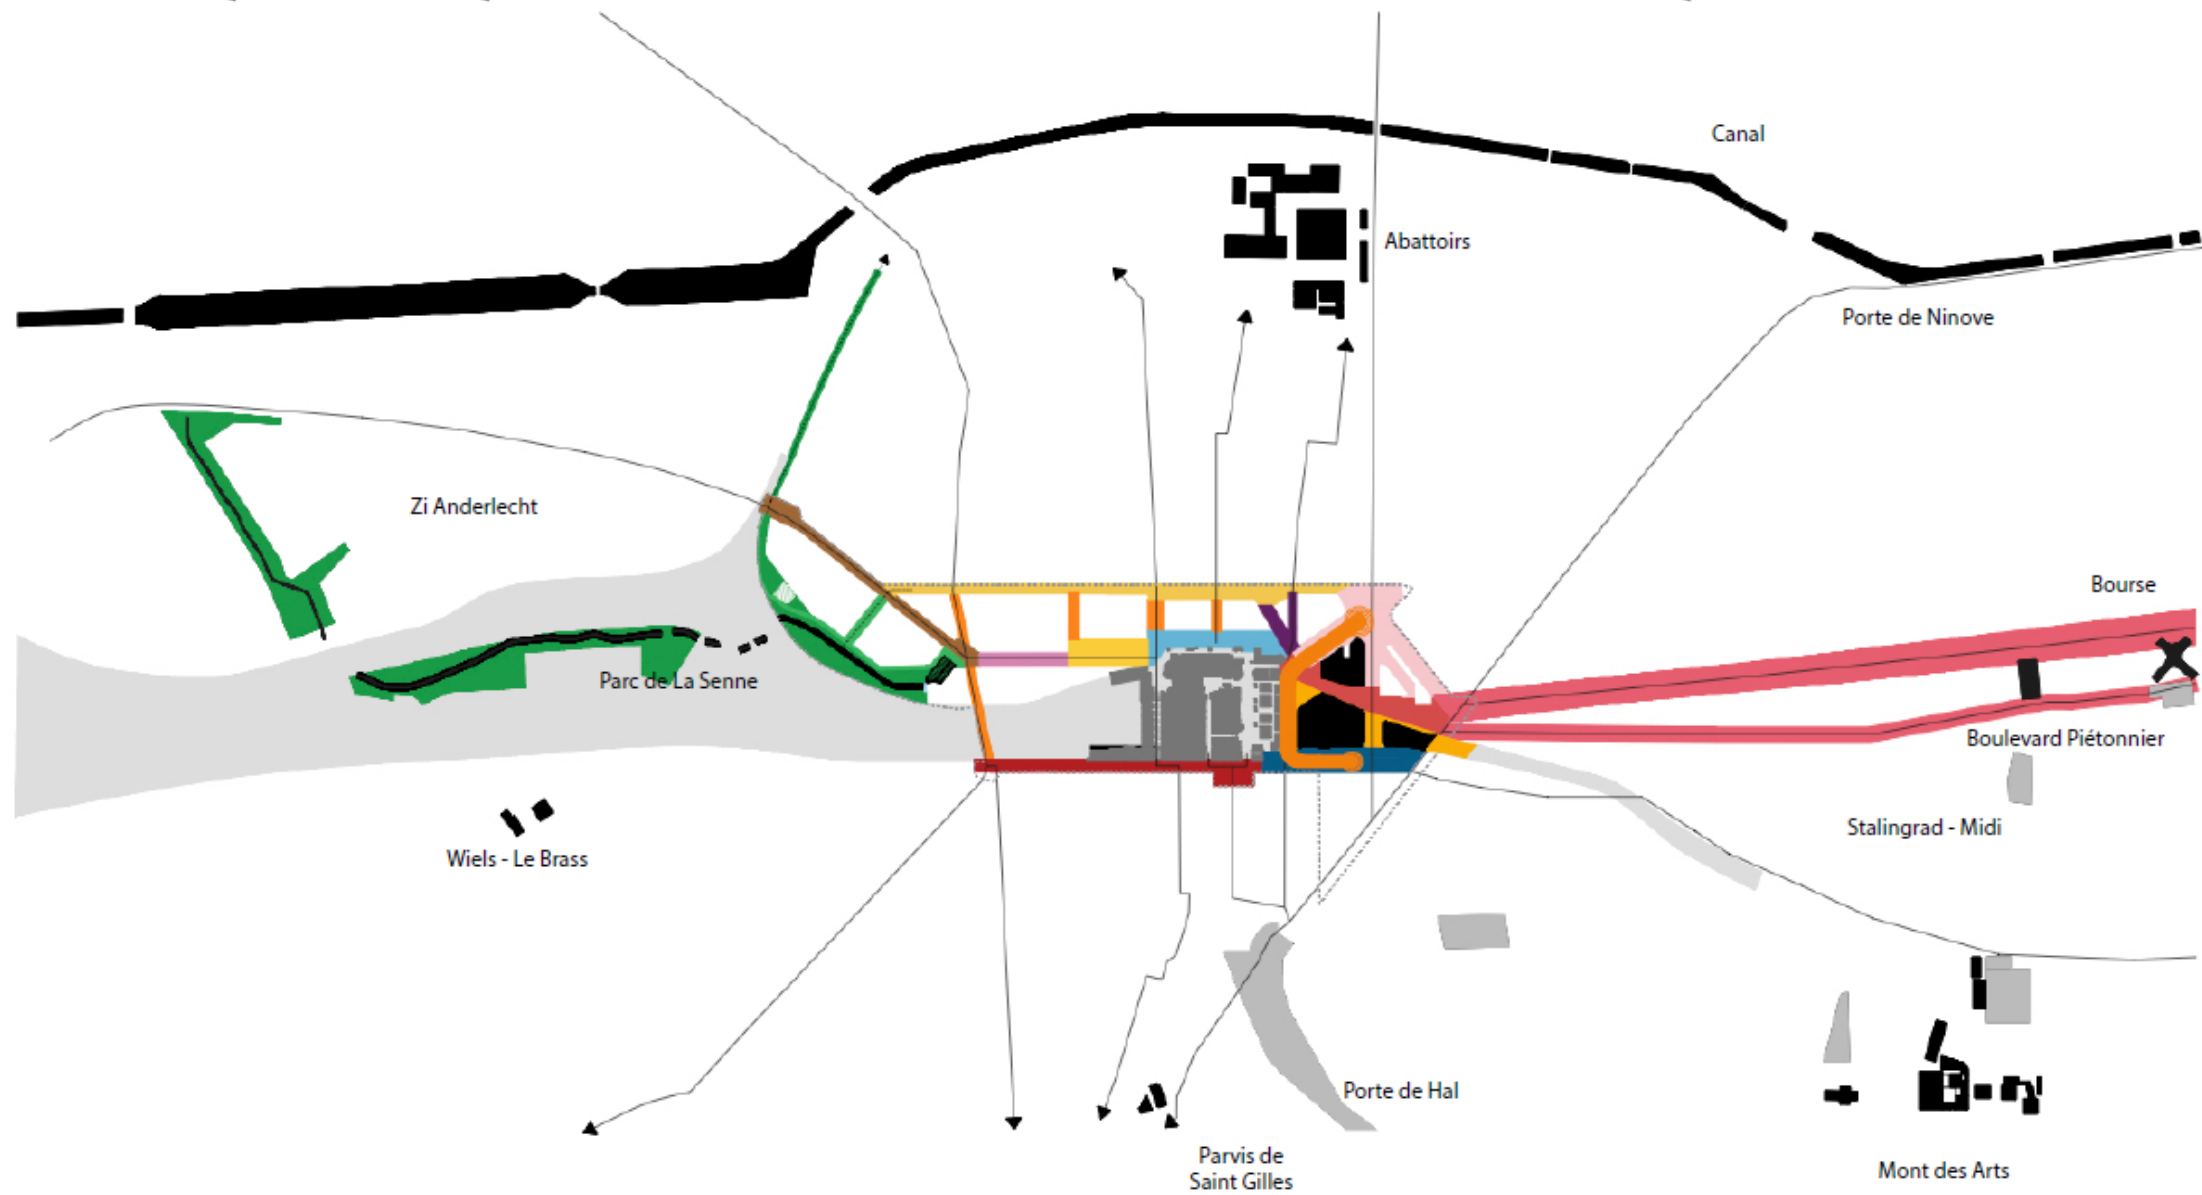 Canal
Abattoirs
Porte de Ninove
Zi Anderlecht
Bourse
Parc de La Senne
Boulevard Piétonnier
Stalingrad - Midi
Wiels - Le Brass
Porte de Hal
Parvis de
Saint Gilles
Mont des Arts